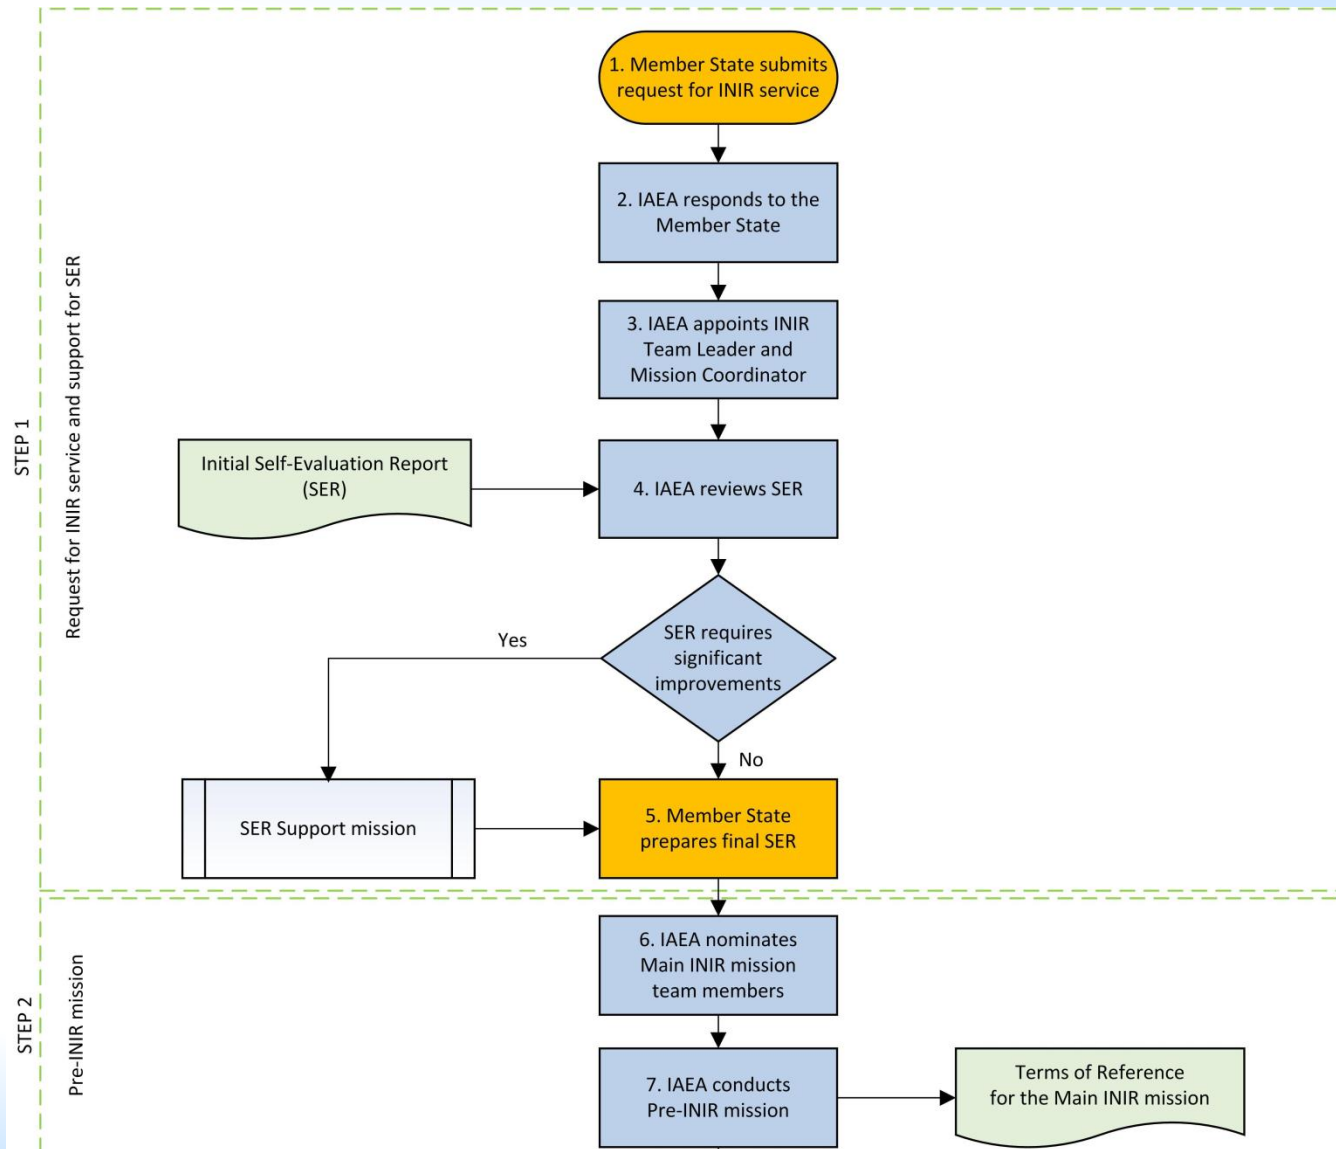 1. Member State submits
request for INIR service
2. IAEA responds to the
Member State
3. IAEA appoints INIR
Team Leader and
Mission Coordinator
STEP 1
Request for INIR service and support for SER
Initial Self-Evaluation Report
(SER)
4. IAEA reviews SER
SER requires
significant
improvements
Yes
No
SER Support mission
5. Member State
prepares final SER
STEP 2
Pre-INIR mission
6. IAEA nominates
Main INIR mission
team members
7. IAEA conducts
Pre-INIR mission
Terms of Reference
for the Main INIR mission